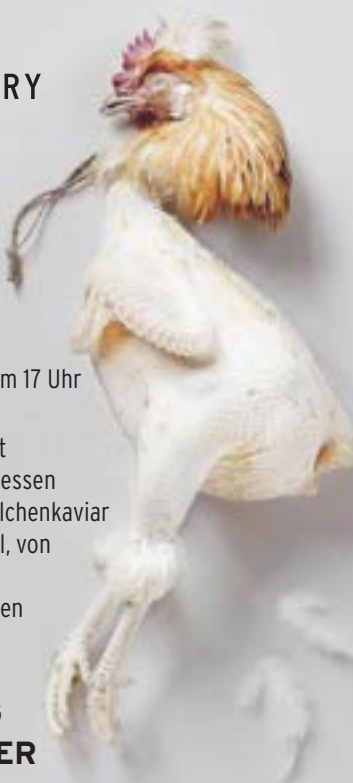 RY
m 17 Uhr
t
essen
lchenkaviar
l, von
en
ER